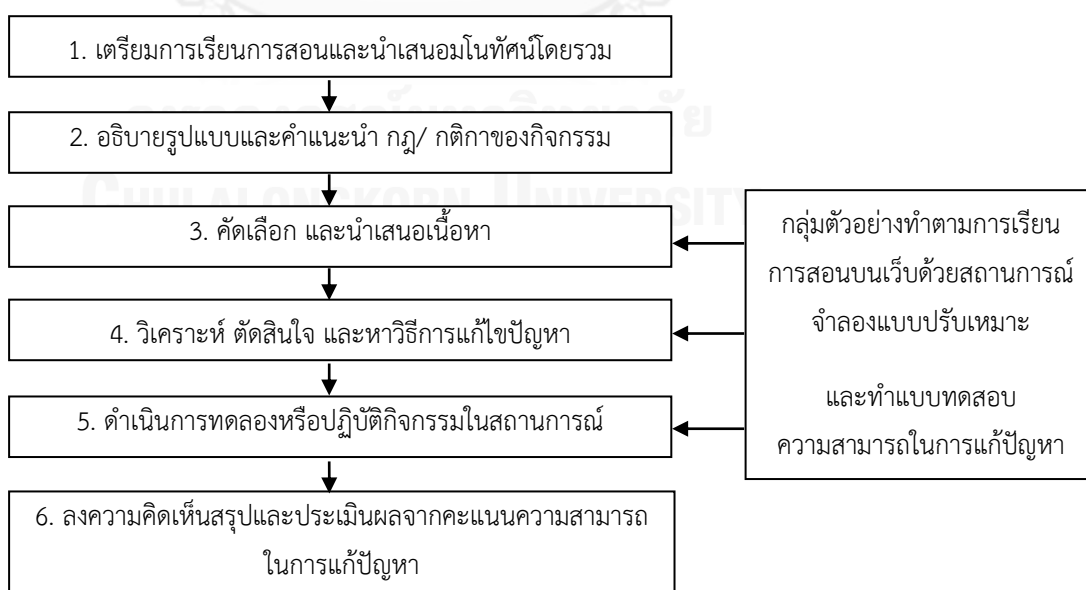 1. เตรียมการเรียนการสอนและนำเสนอมโนทัศน์โดยรวม
2. อธิบายรูปแบบและคำแนะนำ กฎ/ กติกาของกิจกรรม
CHULALONGKORN UNIVERSITY
3. คัดเลือก และนำเสนอเนื้อหา
4. วิเคราะห์ ตัดสินใจ และหาวิธีการแก้ไขปัญหา
5. ดำเนินการทดลองหรือปฏิบัติกิจกรรมในสถานการณ์
6. ลงความคิดเห็นสรุปและประเมินผลจากคะแนนความสามารถ
ในการแก้ปัญหา
กลุ่มตัวอย่างทำตามการเรียน
การสอนบนเว็บด้วยสถานการณ์
จำลองแบบปรับเหมาะ
และทำแบบทดสอบ
ความสามารถในการแก้ปัญหา